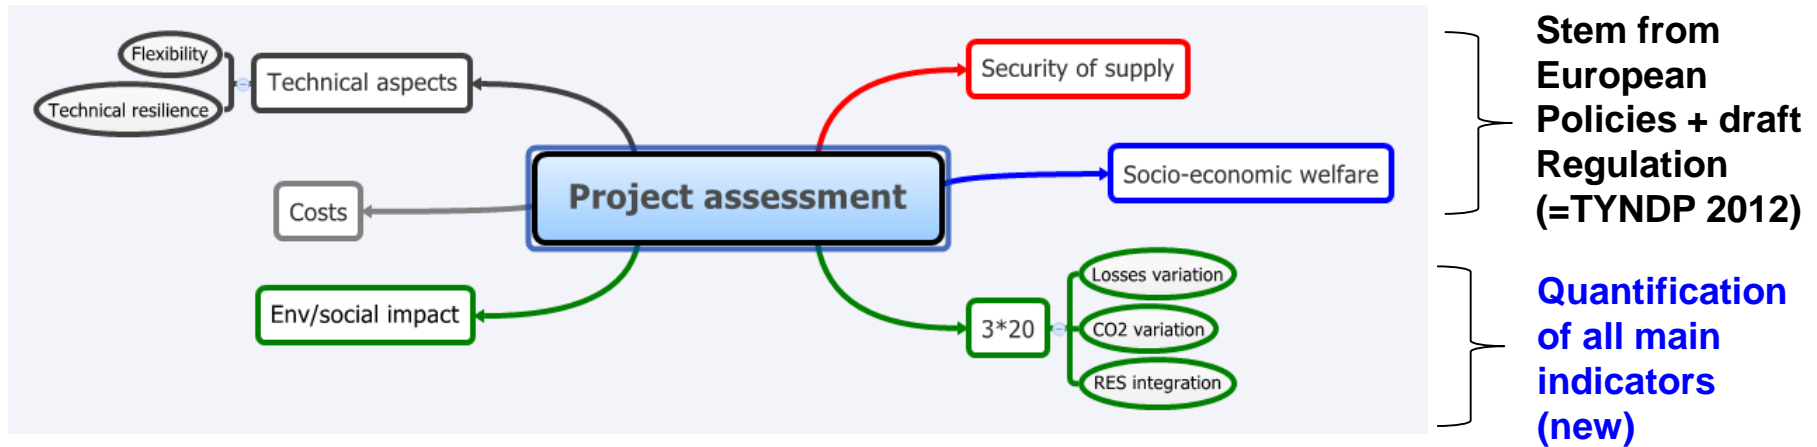 Flexibility
Technical resilience
Technical aspects
Costs
Env/social impact
Project assessment
Security of supply
Socio-economic welfare
3*20
Losses variation
CO2 variation
RES integration
Stem from
European
Policies + draft
Regulation
(=TYNDP 2012)
Quantification
of all main
indicators
(new)